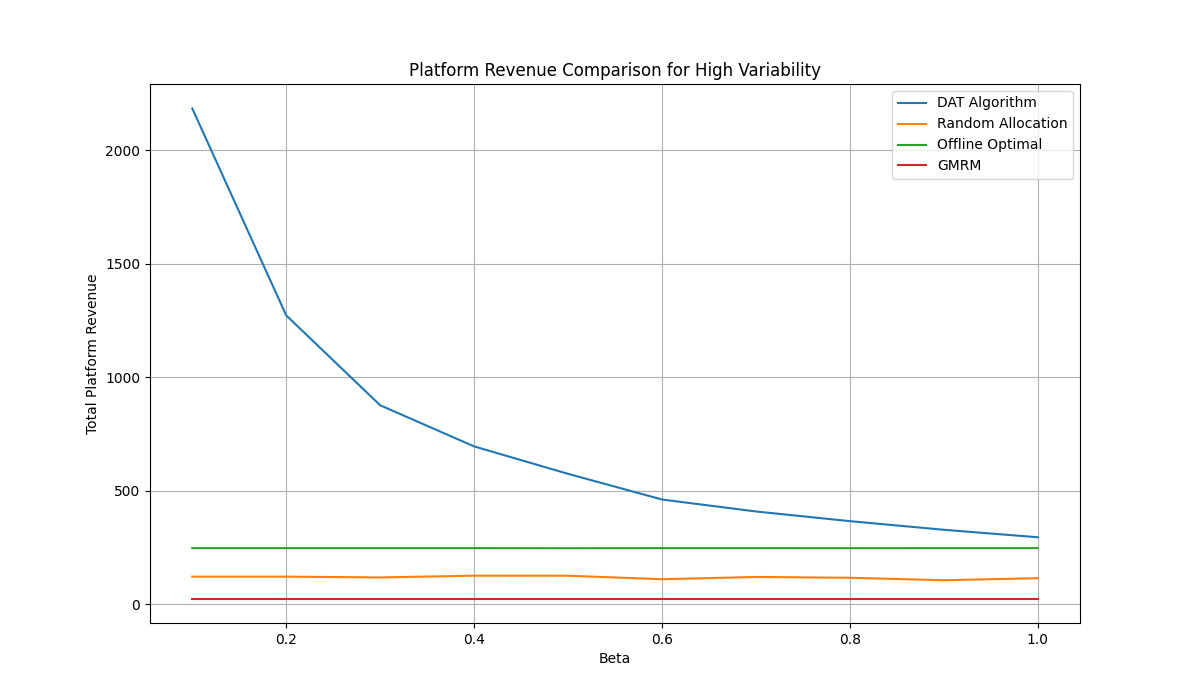 Platform Revenue Comparison for High Variability
DAT Algorithm
Random Allocation
Offline Optimal
GMRM
Total Platform Revenue
2000
1500
1000
500
0
0.2 0.4 0.6 0.8 1.0
Beta